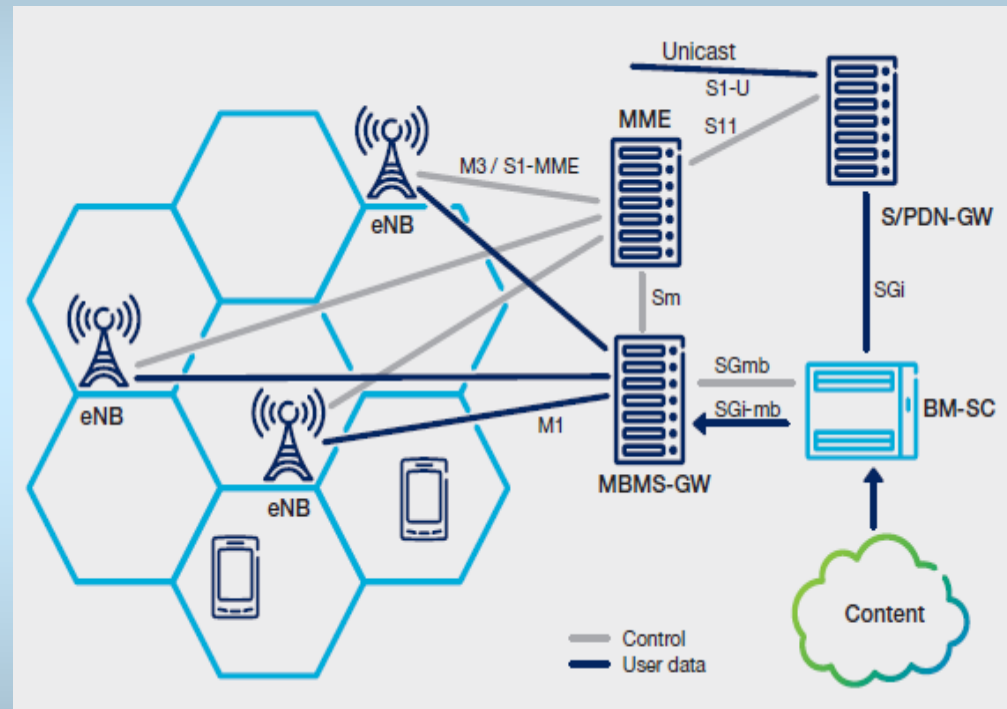 Unicast
S1-U
MME
S11
M3 / S1-MME
eNB
S/PDN-GW
Sm
SGi
SGmb
eNB
SGi-mb
BM-SC
M1
MBMS-GW
eNB
Content
Control
User data